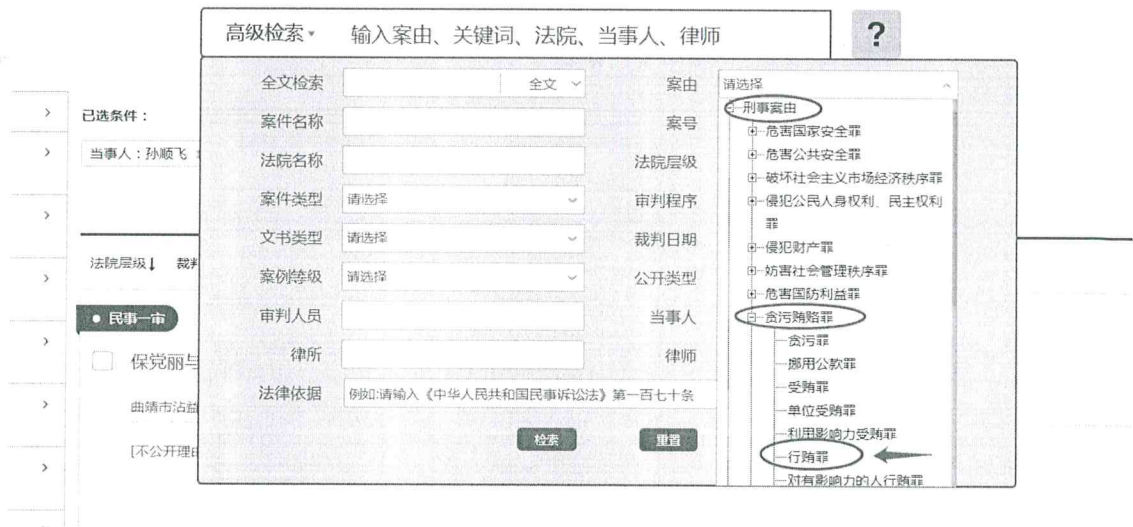 高级检索 输入案由、关键词、法院、当事人、律师 ?
全文检索 全文 案由 请选择
案件名称 案号
法院名称 法院层级
案件类型 请选择 审判程序
文书类型 请选择 裁判日期
案例等级 请选择 公开类型
审判人员 当事人
律所 律师
法律依据 例如:请输入《中华人民共和国民事诉讼法》第一百七十条
检索 重置
刑事案由
危害国家安全罪
危害公共安全罪
破坏社会主义市场经济秩序罪
侵犯公民人身权利、民主权利
罪
侵犯财产罪
妨害社会管理秩序罪
危害国防利益罪
贪污贿赂罪
贪污罪
挪用公款罪
受贿罪
单位受贿罪
利用影响力受贿罪
行贿罪
对有影响力的人行贿罪
已选条件：
当事人：孙顺飞
法院层级↓ 裁判
民事一审
保党丽与
曲靖市沾益
[不公开理由